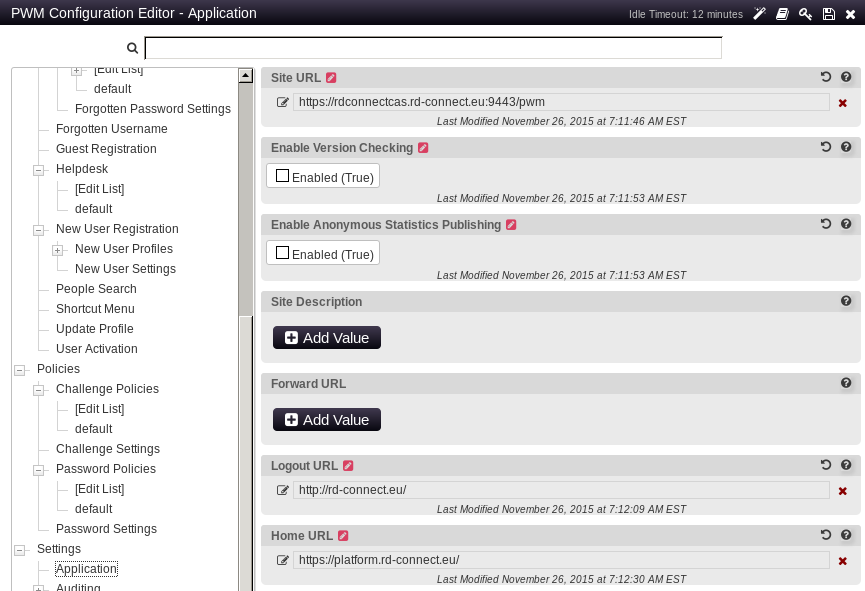 PWM Configuration Editor - Application
Idle Timeout: 12 minutes
[Edit List]
default
Forgotten Password Settings
Forgotten Username
Guest Registration
Helpdesk
[Edit List]
default
New User Registration
New User Profiles
New User Settings
People Search
Shortcut Menu
Update Profile
User Activation
Policies
Challenge Policies
[Edit List]
default
Challenge Settings
Password Policies
[Edit List]
default
Password Settings
Settings
Application
Auditing
Site URL
https://rdconnectcas.rd-connect.eu:9443/pwm
Last Modified November 26, 2015 at 7:11:46 AM EST
Enable Version Checking
Enabled (True)
Last Modified November 26, 2015 at 7:11:53 AM EST
Enable Anonymous Statistics Publishing
Enabled (True)
Last Modified November 26, 2015 at 7:11:53 AM EST
Site Description
Add Value
Forward URL
Add Value
Logout URL
http://rd-connect.eu/
Last Modified November 26, 2015 at 7:12:09 AM EST
Home URL
https://platform.rd-connect.eu/
Last Modified November 26, 2015 at 7:12:30 AM EST